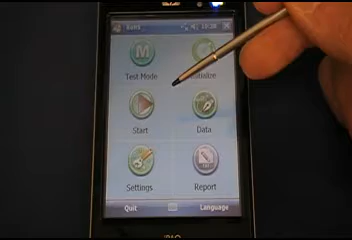 Test Mode
Start
Data
Settings
Report
Quit
Language